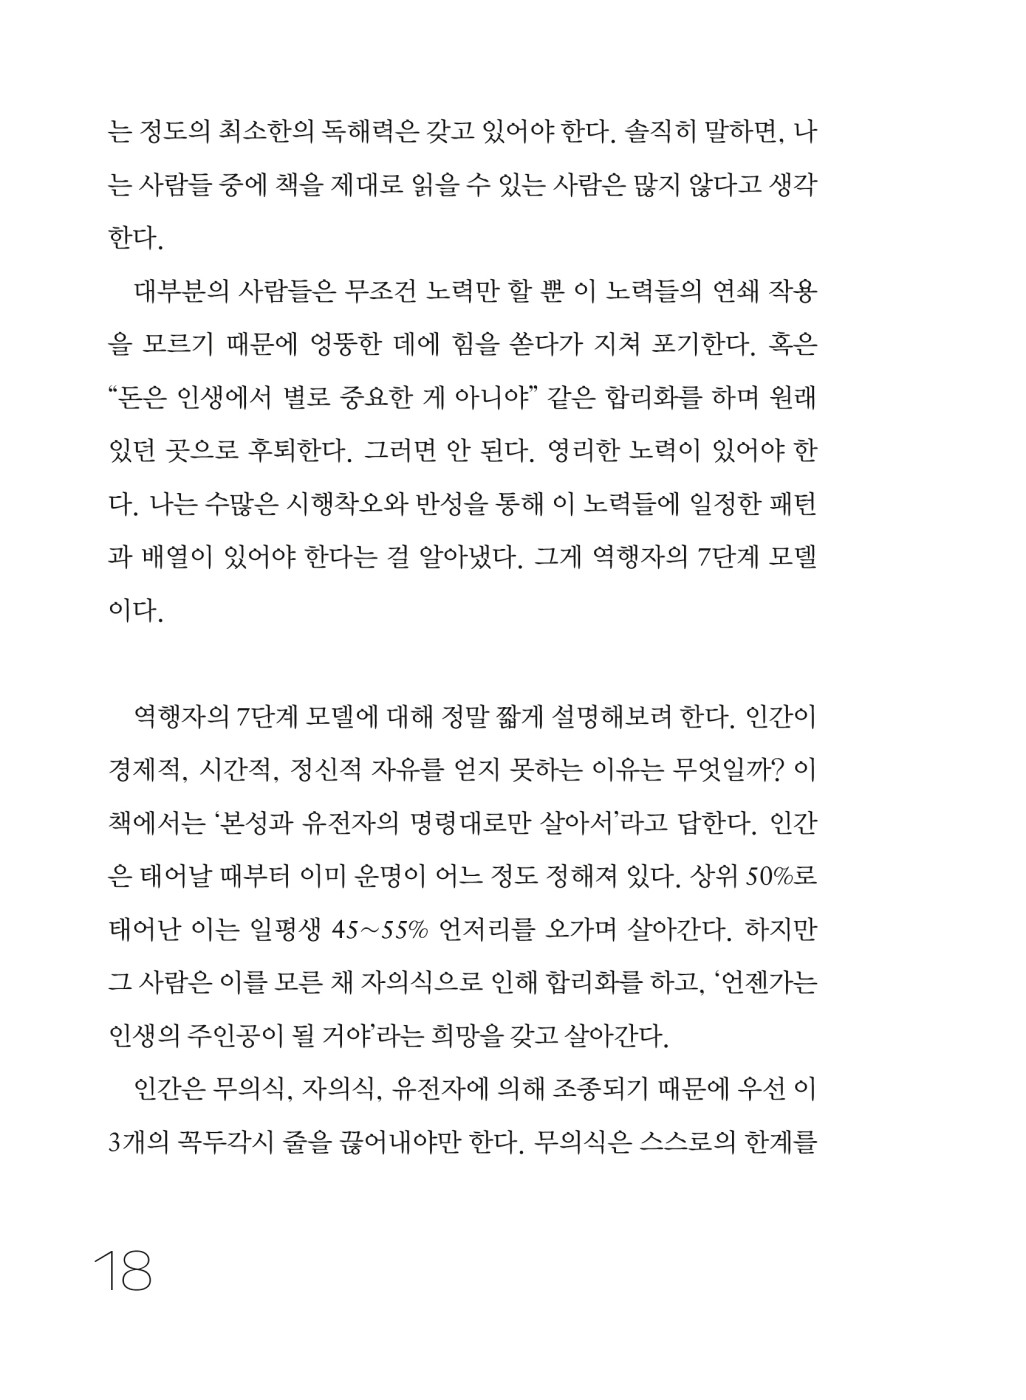 는 정도의 최소한의 독해력은 갖고 있어야 한다. 솔직히 말하면, 나
는 사람들 중에 책을 제대로 읽을 수 있는 사람은 많지 않다고 생각
한다.
대부분의 사람들은 무조건 노력만 할 뿐 이 노력들의 연쇄 작용
을 모르기 때문에 엉뚱한 데에 힘을 쏟다가 지쳐 포기한다. 혹은
“돈은 인생에서 별로 중요한 게 아니야” 같은 합리화를 하며 원래
있던 곳으로 후퇴한다. 그러면 안 된다. 영리한 노력이 있어야 한
다. 나는 수많은 시행착오와 반성을 통해 이 노력들에 일정한 패턴
과 배열이 있어야 한다는 걸 알아냈다. 그게 역행자의 7단계 모델
이다.
역행자의 7단계 모델에 대해 정말 짧게 설명해보려 한다. 인간이
경제적, 시간적, 정신적 자유를 얻지 못하는 이유는 무엇일까? 이
책에서는 ‘본성과 유전자의 명령대로만 살아서’라고 답한다. 인간
은 태어날 때부터 이미 운명이 어느 정도 정해져 있다. 상위 50%로
태어난 이는 일평생 45~55% 언저리를 오가며 살아간다. 하지만
그 사람은 이를 모른 채 자의식으로 인해 합리화를 하고, ‘언젠가는
인생의 주인공이 될 거야’라는 희망을 갖고 살아간다.
인간은 무의식, 자의식, 유전자에 의해 조종되기 때문에 우선 이
3개의 꼭두각시 줄을 끊어내야만 한다. 무의식은 스스로의 한계를
18